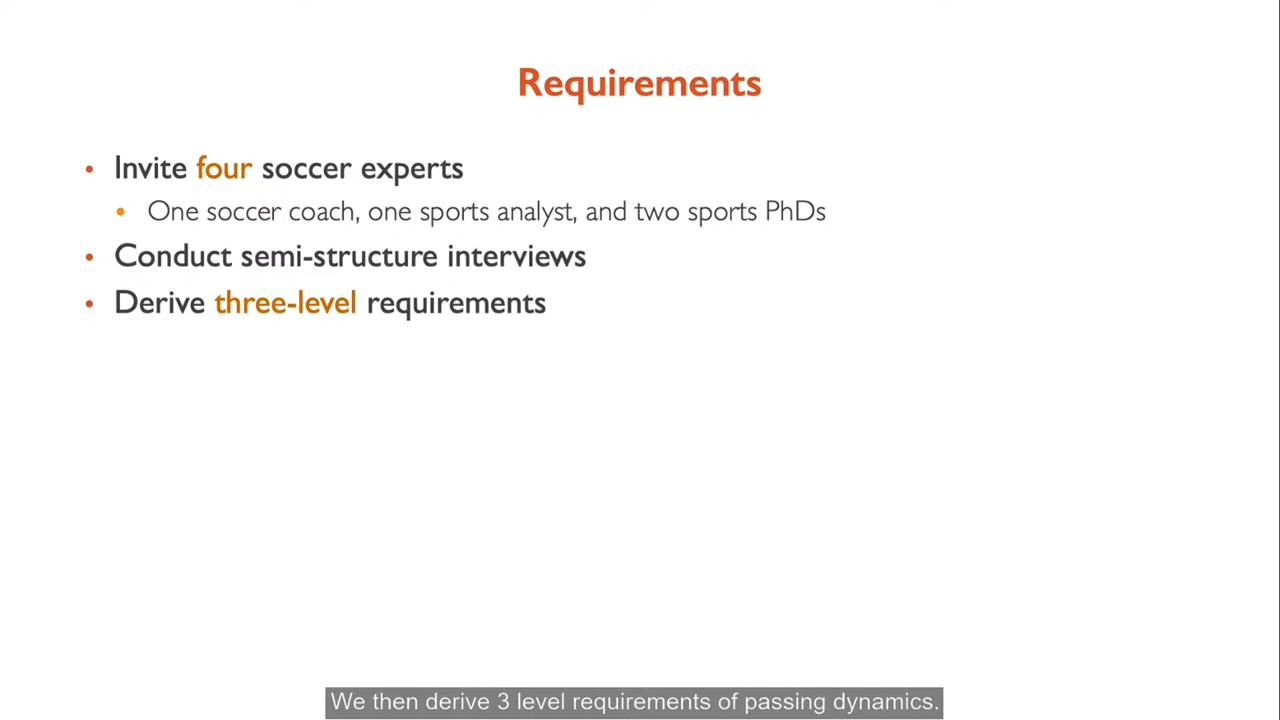 Requirements
• Invite four soccer experts
• One soccer coach, one sports analyst, and two sports PhDs
• Conduct semi-structure interviews
• Derive three-level requirements
We then derive 3 level requirements of passing dynamics.